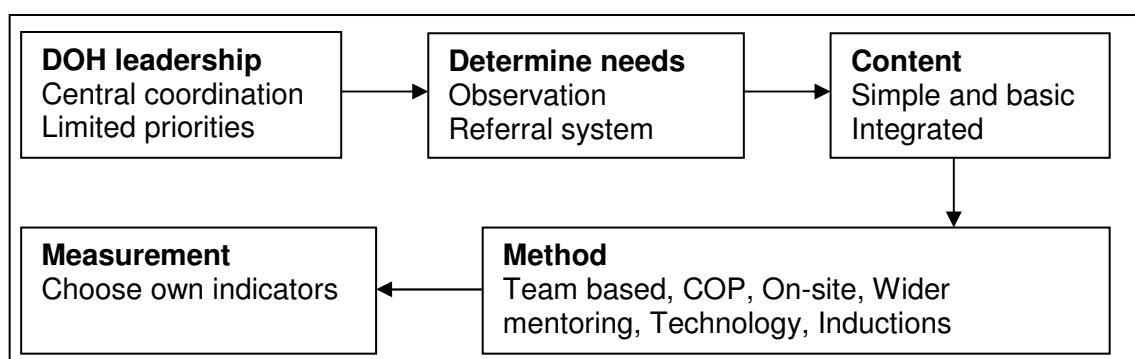 DOH leadership
Central coordination
Limited priorities
Determine needs
Observation
Referral system
Content
Simple and basic
Integrated
Measurement
Choose own indicators
Method
Team based, COP, On-site, Wider
mentoring, Technology, Inductions